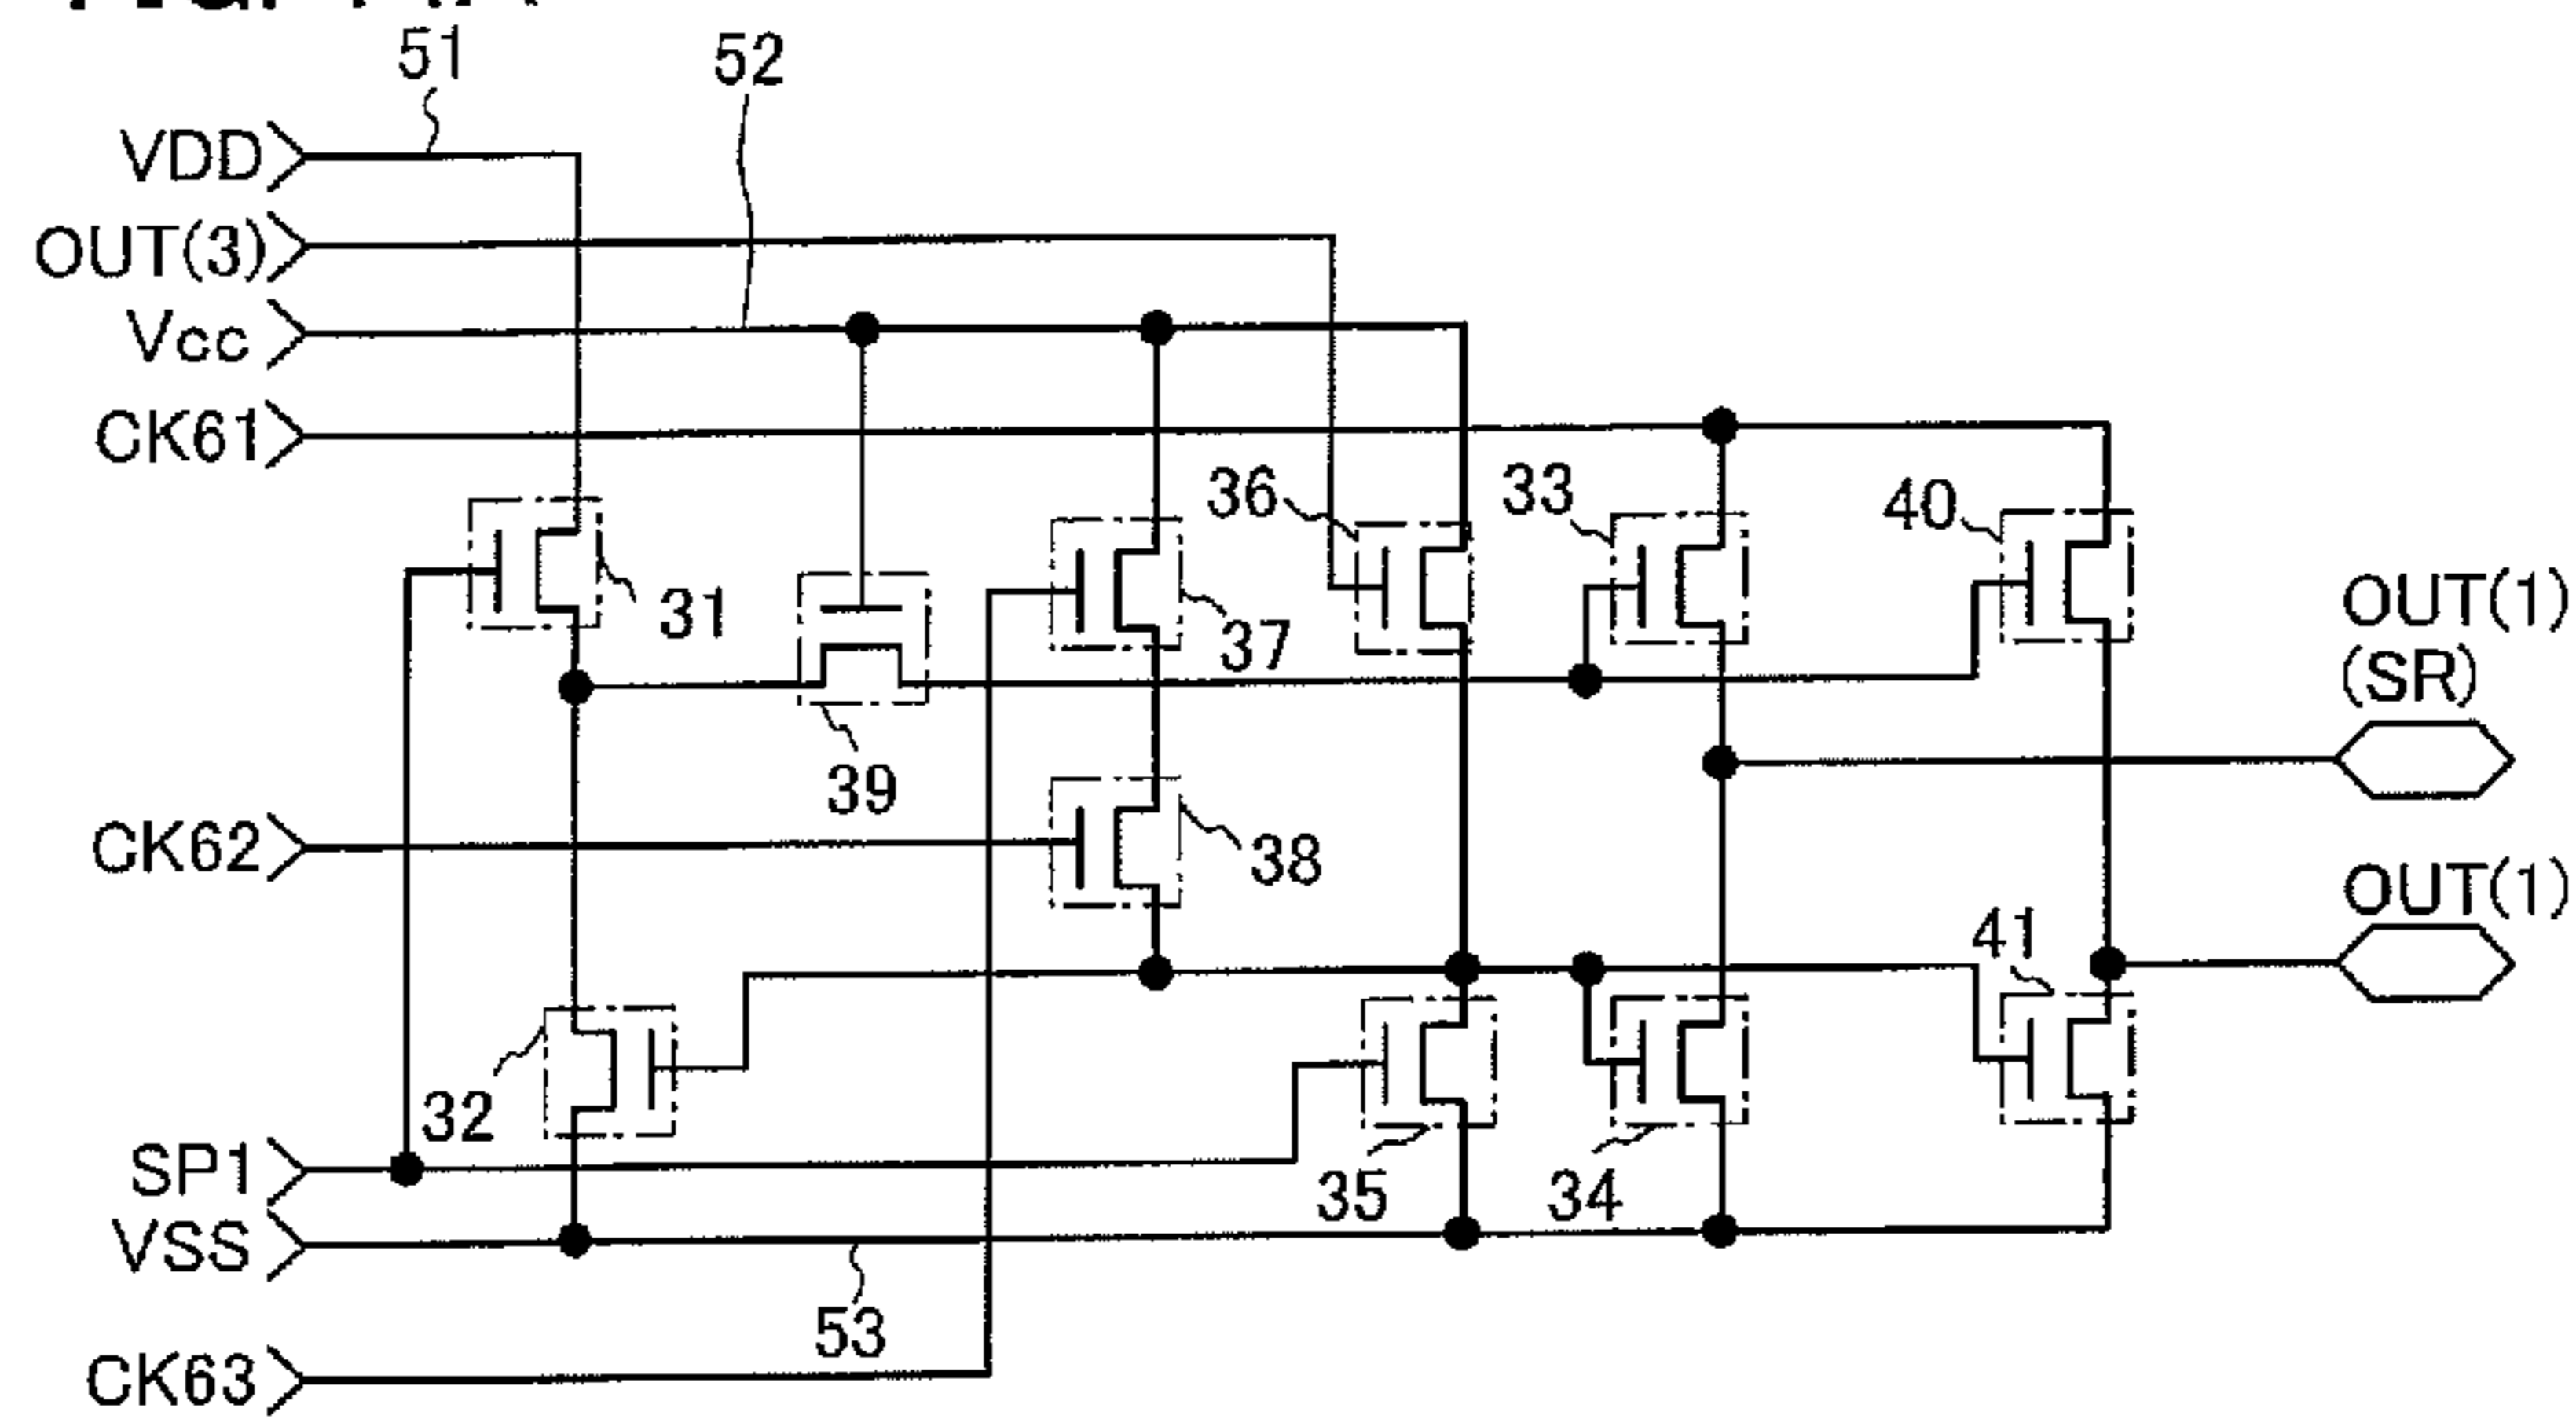 51
52
VDD
OUT(3)
Vcc
CK61
36
33
40
31
37
OUT(1)
(SR)
39
CK62
38
OUT(1)
41
32
SP1
35
34
VSS
53
CK63